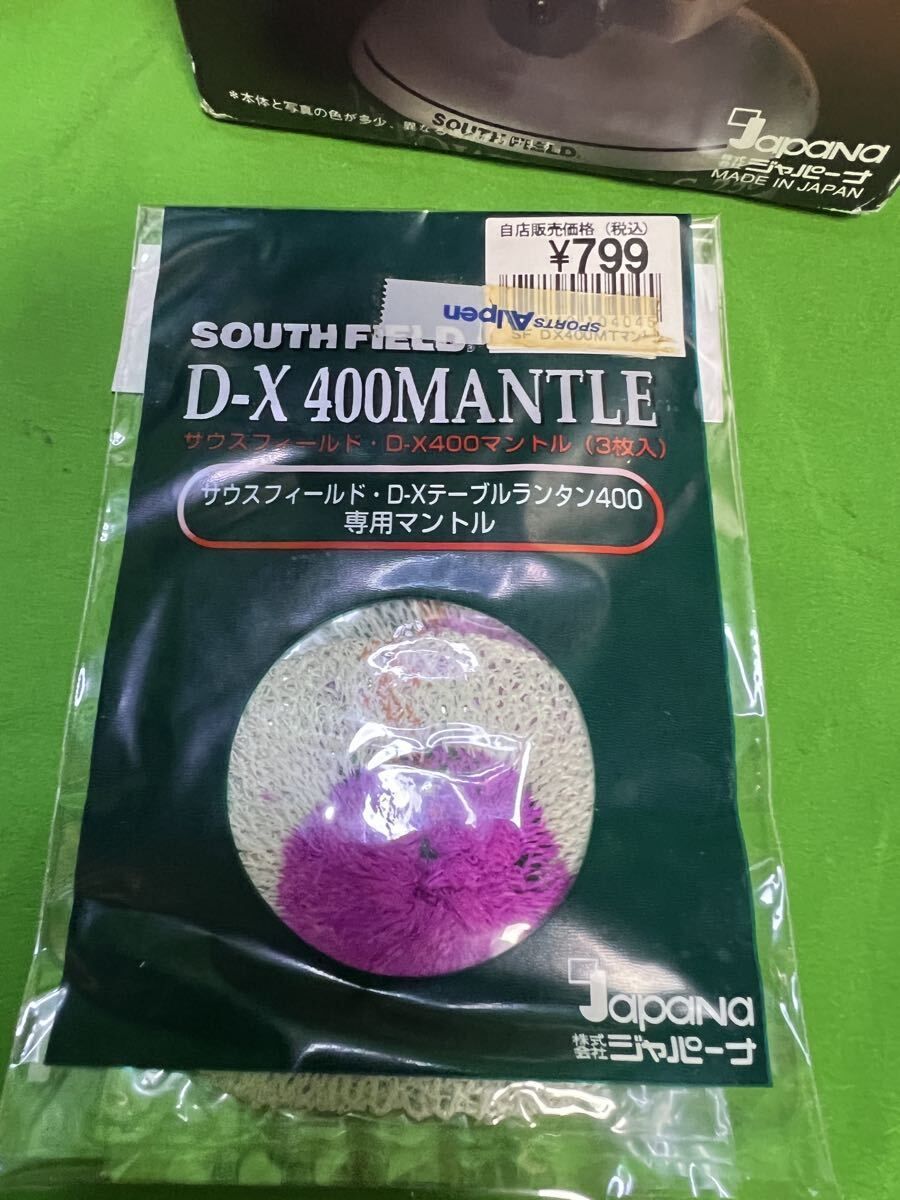 *本体と写真の色が多少、異なる
SOUTH FIELD
JapaNa
株式会社 ジャパーナ
MADE IN JAPAN
自店販売価格(税込)
¥799
SPORTS Alpen
SF DX400MTマント
SOUTH FIELD®
D-X 400MANTLE
サウスフィールド・D-X400マントル(3枚入)
サウスフィールド・D-Xテーブルランタン400
専用マントル
JapaNa
株式会社 ジャパーナ